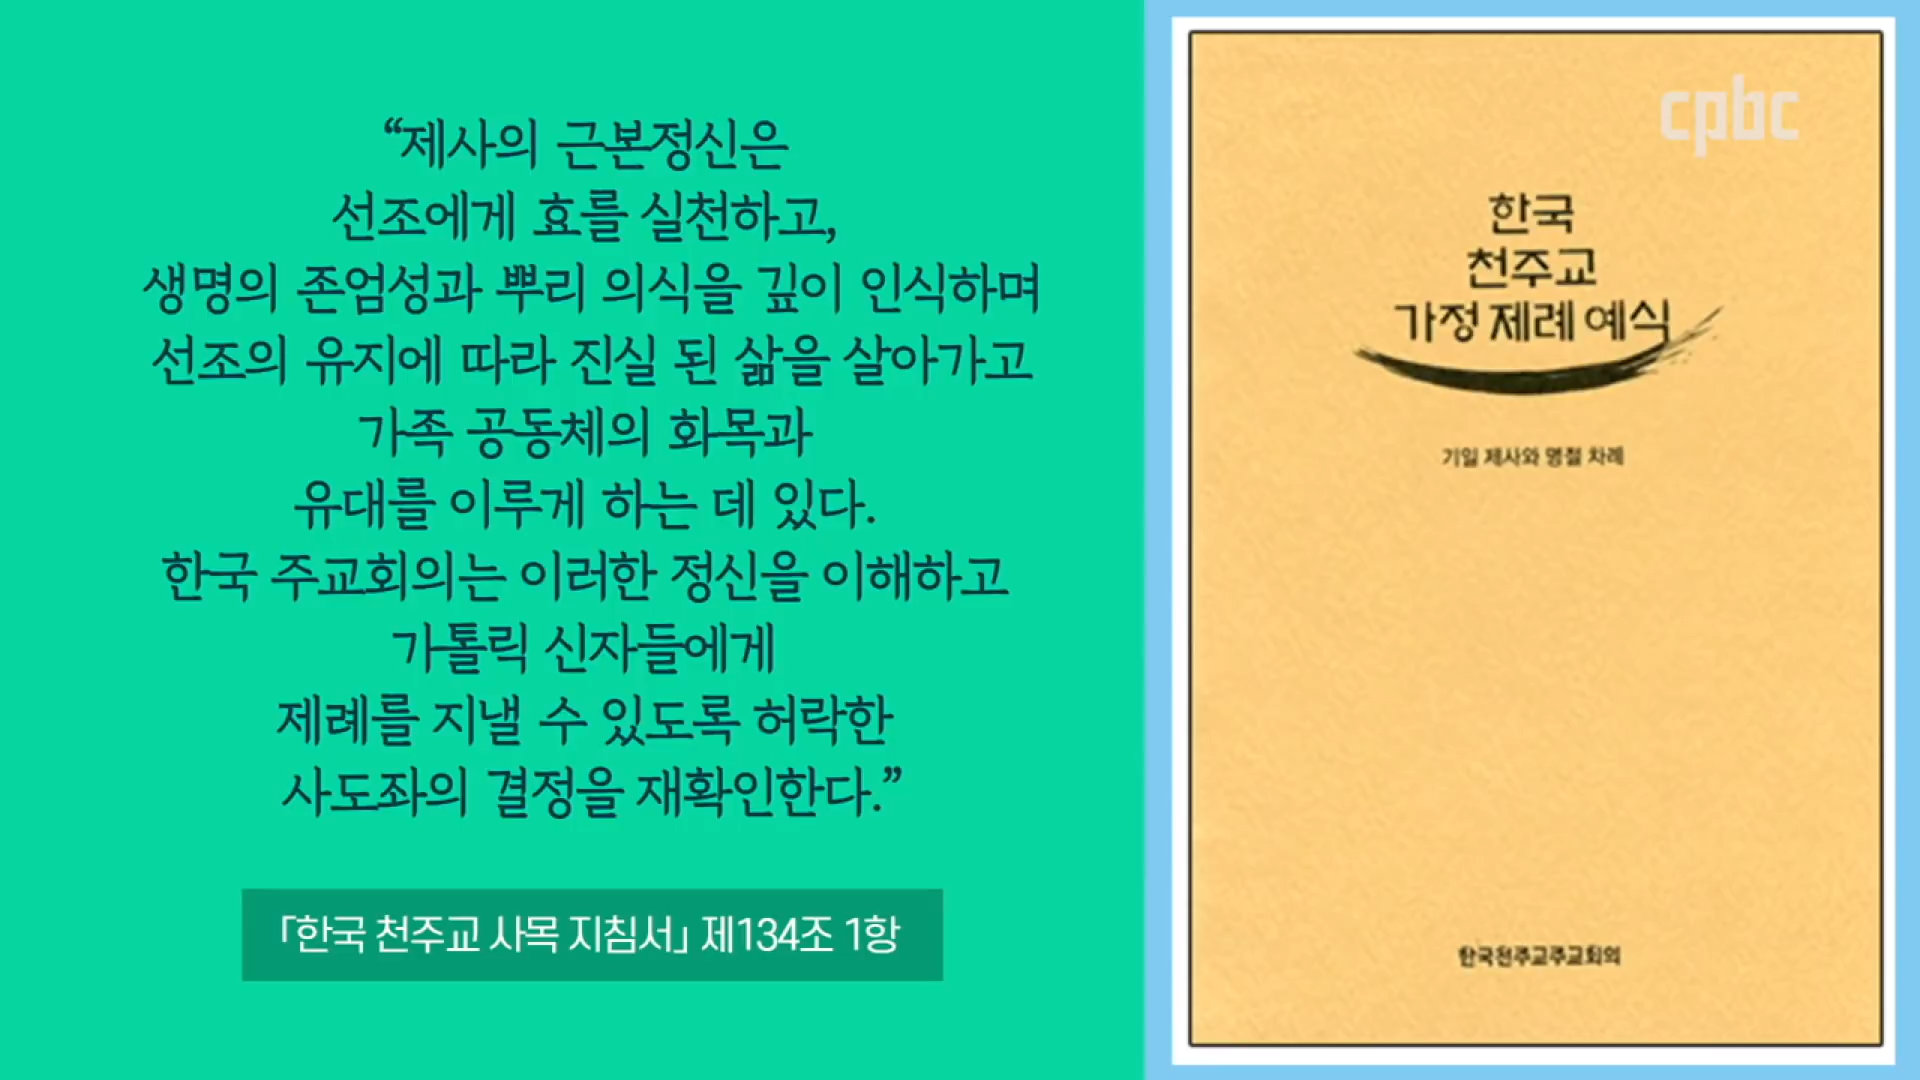 “제사의 근본정신은
선조에게 효를 실천하고,
생명의 존엄성과 뿌리 의식을 깊이 인식하며
선조의 유지에 따라 진실 된 삶을 살아가고
가족 공동체의 화목과
유대를 이루게 하는 데 있다.
한국 주교회의는 이러한 정신을 이해하고
가톨릭 신자들에게
제례를 지낼 수 있도록 허락한
사도좌의 결정을 재확인한다.”
「한국 천주교 사목 지침서」 제134조 1항
cpbc
한국
천주교
가정 제례 예식
기일 제사와 명절 차례
한국천주교주교회의